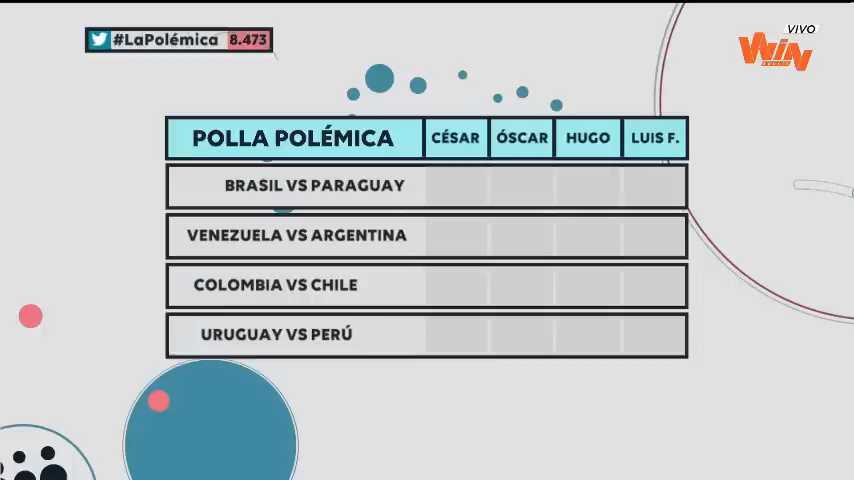 #LaPolémica 8.473
VIVO
WIN
POLLA POLÉMICA CÉSAR ÓSCAR HUGO LUIS F.
BRASIL VS PARAGUAY
VENEZUELA VS ARGENTINA
COLOMBIA VS CHILE
URUGUAY VS PERÚ